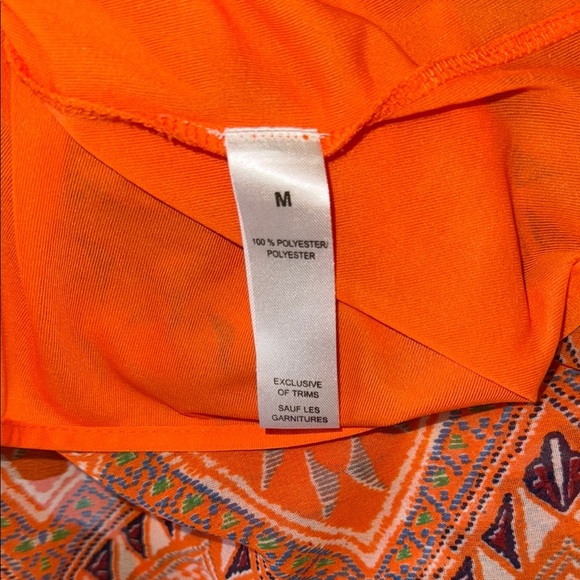 M
100 % POLYESTER/
POLYESTER
EXCLUSIVE
OF TRIMS
SAUF LES
GARNITURES